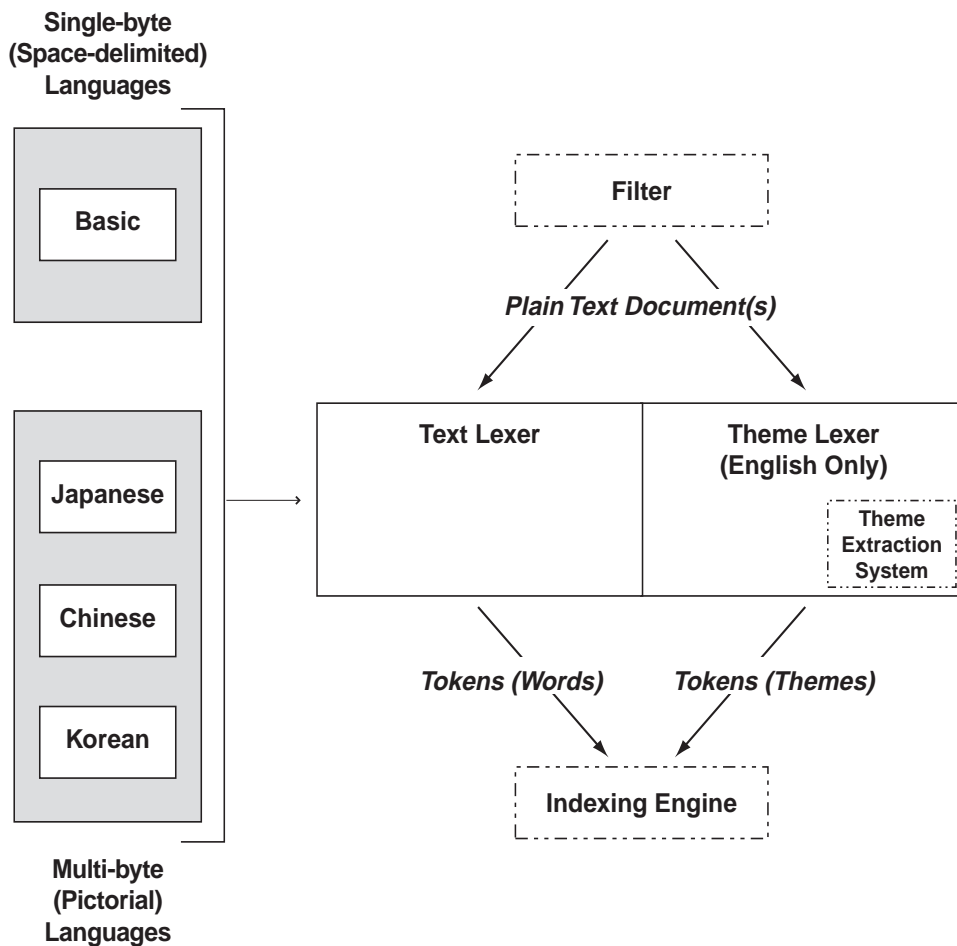 Single-byte
(Space-delimited)
Languages
Basic
Japanese
Chinese
Korean
Multi-byte
(Pictorial)
Languages
Filter
Plain Text Document(s)
Text Lexer
Theme Lexer
(English Only)
Theme
Extraction
System
Tokens (Words)
Tokens (Themes)
Indexing Engine